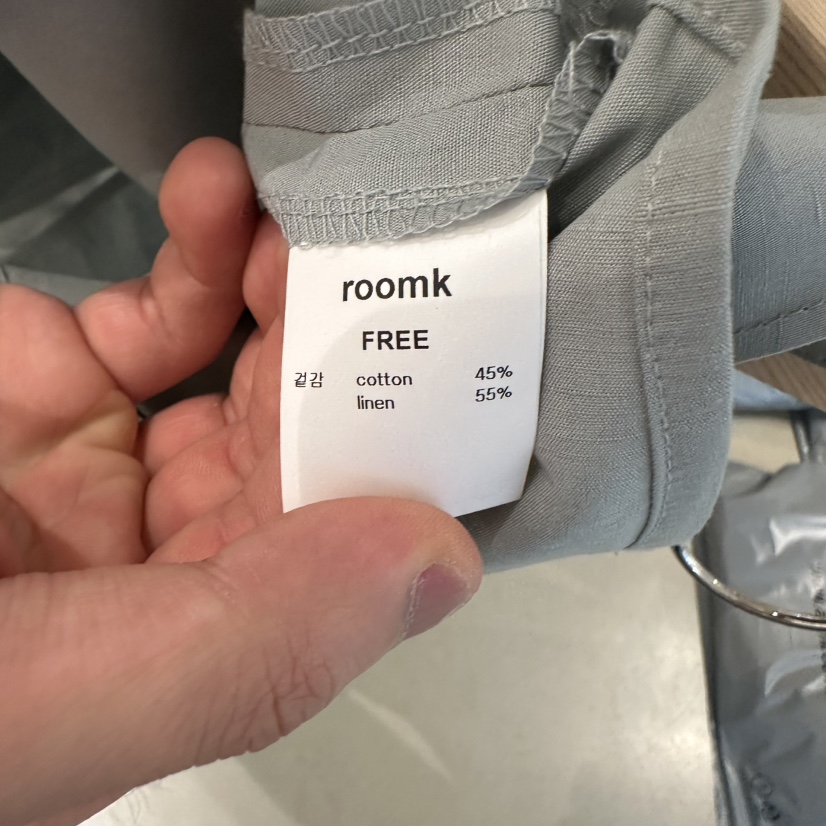 roomk
FREE
겉감 cotton 45%
linen 55%